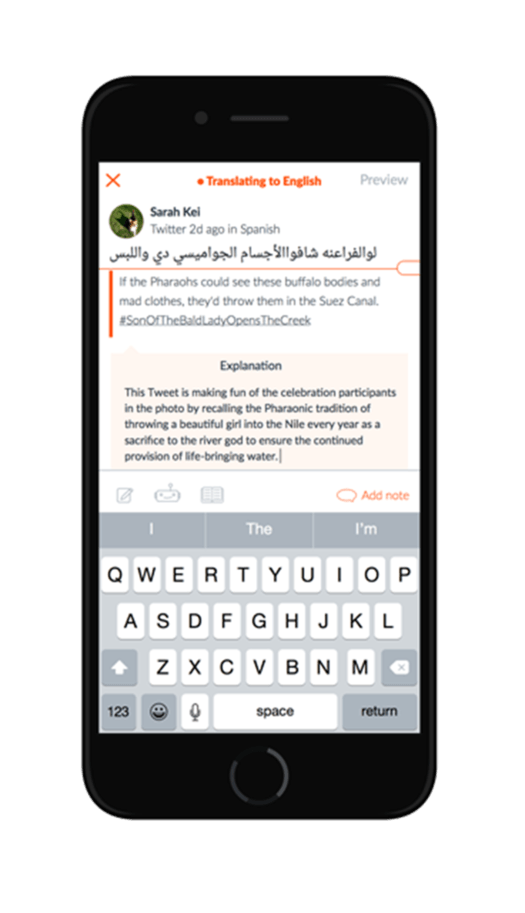 Translating to English Preview
Sarah Kei
Twitter 2d ago in Spanish
لوالفراعنه شافواالأجسام الجواميسي دي واللبس
If the Pharaohs could see these buffalo bodies and
mad clothes, they'd throw them in the Suez Canal.
#SonOfTheBaldLadyOpensTheCreek
Explanation
This Tweet is making fun of the celebration participants
in the photo by recalling the Pharaonic tradition of
throwing a beautiful girl into the Nile every year as a
sacrifice to the river god to ensure the continued
provision of life-bringing water.
Add note
I The I'm
Q W E R T Y U I O P
A S D F G H J K L
Z X C V B N M
123 space return